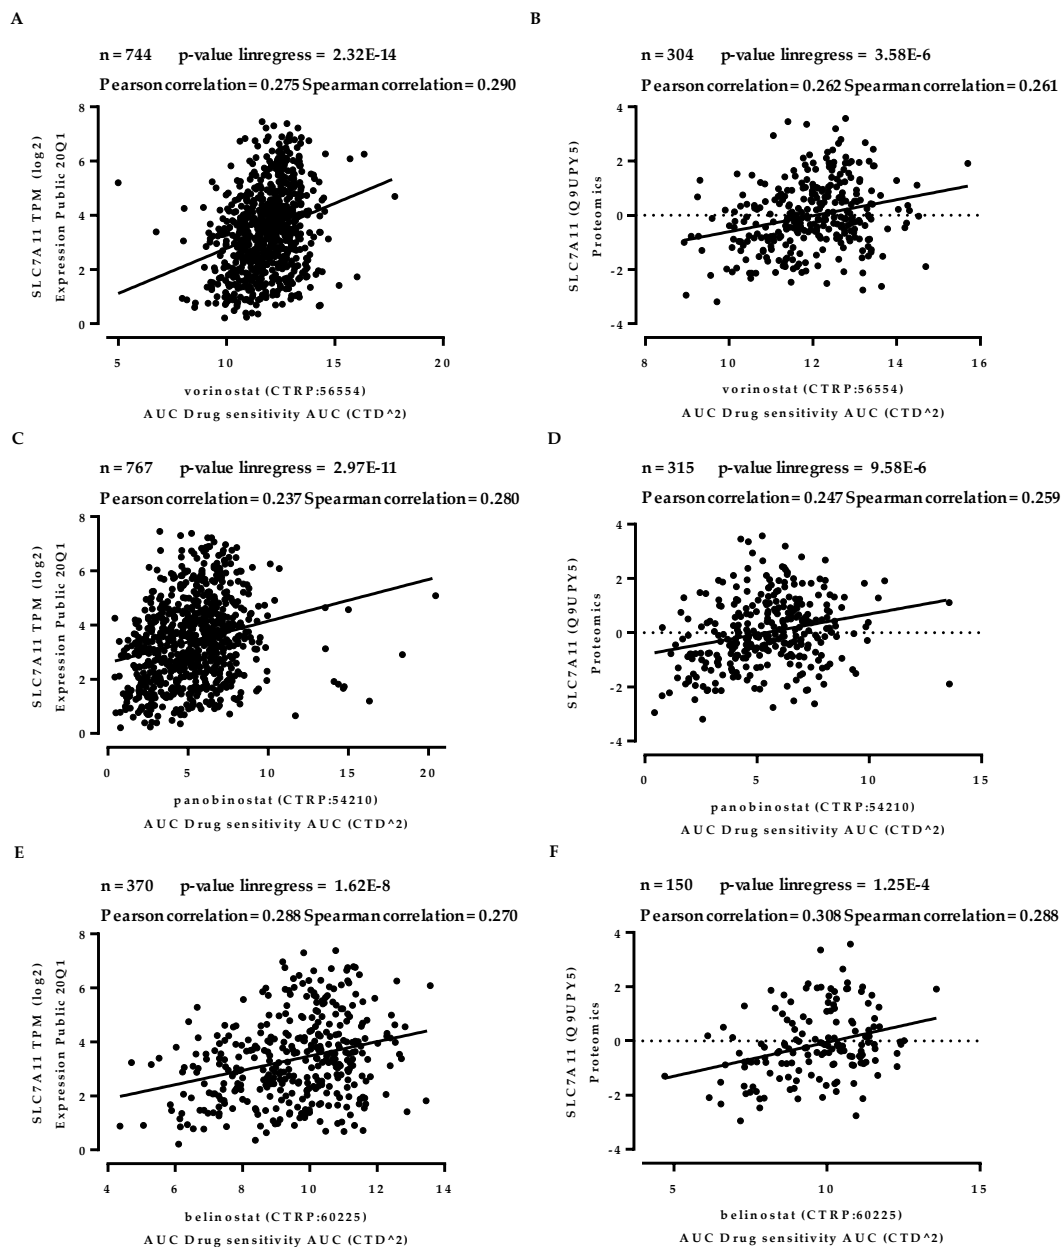 A
n = 744 p-value linregress = 2.32E-14
Pearson correlation = 0.275 Spearman correlation = 0.290
SLC7A11 TPM (log2)
Expression Public 20Q1
8
6
4
2
0
5 10 15 20
vorinostat (CTRP:56554)
AUC Drug sensitivity AUC (CTD^2)
B
n = 304 p-value linregress = 3.58E-6
Pearson correlation = 0.262 Spearman correlation = 0.261
SLC7A11 (Q9UPY5)
Proteomics
4
2
0
-2
-4
8 10 12 14 16
vorinostat (CTRP:56554)
AUC Drug sensitivity AUC (CTD^2)
C
n = 767 p-value linregress = 2.97E-11
Pearson correlation = 0.237 Spearman correlation = 0.280
SLC7A11 TPM (log2)
Expression Public 20Q1
8
6
4
2
0
0 5 10 15 20
panobinostat (CTRP:54210)
AUC Drug sensitivity AUC (CTD^2)
D
n = 315 p-value linregress = 9.58E-6
Pearson correlation = 0.247 Spearman correlation = 0.259
SLC7A11 (Q9UPY5)
Proteomics
4
2
0
-2
-4
0 5 10 15
panobinostat (CTRP:54210)
AUC Drug sensitivity AUC (CTD^2)
E
n = 370 p-value linregress = 1.62E-8
Pearson correlation = 0.288 Spearman correlation = 0.270
SLC7A11 TPM (log2)
Expression Public 20Q1
8
6
4
2
0
4 6 8 10 12 14
belinostat (CTRP:60225)
AUC Drug sensitivity AUC (CTD^2)
F
n = 150 p-value linregress = 1.25E-4
Pearson correlation = 0.308 Spearman correlation = 0.288
SLC7A11 (Q9UPY5)
Proteomics
4
2
0
-2
-4
5 10 15
belinostat (CTRP:60225)
AUC Drug sensitivity AUC (CTD^2)